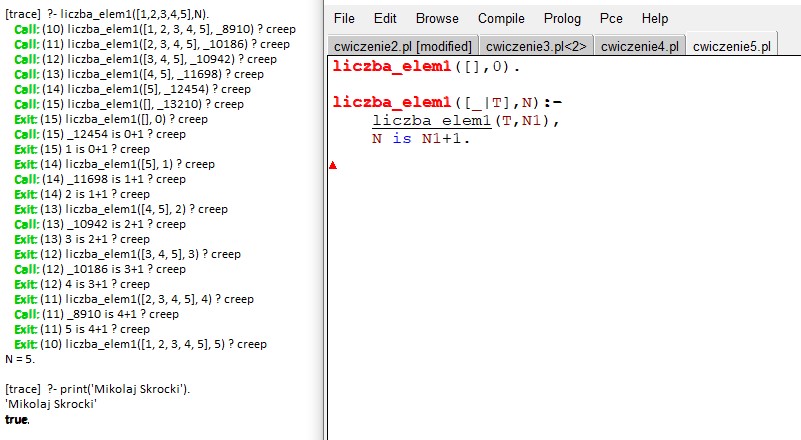 [trace]  ?- liczba_elem1([1,2,3,4,5],N).
Call: (10) liczba_elem1([1, 2, 3, 4, 5], _8910) ? creep
Call: (11) liczba_elem1([2, 3, 4, 5], _10186) ? creep
Call: (12) liczba_elem1([3, 4, 5], _10942) ? creep
Call: (13) liczba_elem1([4, 5], _11698) ? creep
Call: (14) liczba_elem1([5], _12454) ? creep
Call: (15) liczba_elem1([], _13210) ? creep
Exit: (15) liczba_elem1([], 0) ? creep
Call: (15) _12454 is 0+1 ? creep
Exit: (15) 1 is 0+1 ? creep
Exit: (14) liczba_elem1([5], 1) ? creep
Call: (14) _11698 is 1+1 ? creep
Exit: (14) 2 is 1+1 ? creep
Exit: (13) liczba_elem1([4, 5], 2) ? creep
Call: (13) _10942 is 2+1 ? creep
Exit: (13) 3 is 2+1 ? creep
Exit: (12) liczba_elem1([3, 4, 5], 3) ? creep
Call: (12) _10186 is 3+1 ? creep
Exit: (12) 4 is 3+1 ? creep
Exit: (11) liczba_elem1([2, 3, 4, 5], 4) ? creep
Call: (11) _8910 is 4+1 ? creep
Exit: (11) 5 is 4+1 ? creep
Exit: (10) liczba_elem1([1, 2, 3, 4, 5], 5) ? creep
N = 5.
[trace]  ?- print('Mikolaj Skrocki').
'Mikolaj Skrocki'
true.
File Edit Browse Compile Prolog Pce Help
cwiczenie2.pl [modified] cwiczenie3.pl<2> cwiczenie4.pl cwiczenie5.pl
liczba_elem1([],0).
liczba_elem1([_|T],N):-
liczba_elem1(T,N1),
N is N1+1.